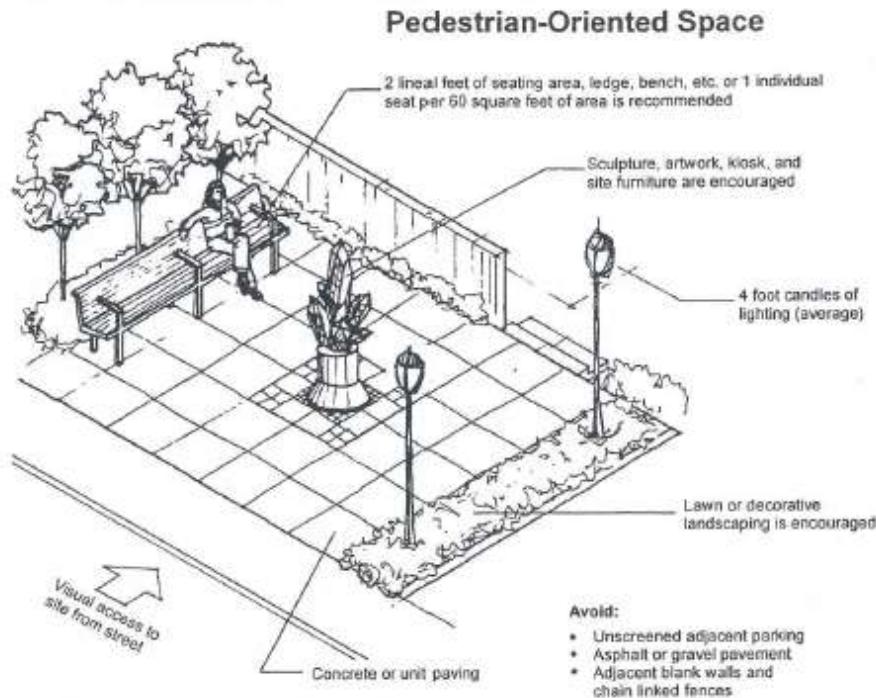 Pedestrian-Oriented Space
2 lineal feet of seating area, ledge, bench, etc. or 1 individual
seat per 60 square feet of area is recommended
Sculpture, artwork, kiosk, and
site furniture are encouraged
4 foot candles of
lighting (average)
Lawn or decorative
landscaping is encouraged
Visual access to
site from street
Concrete or unit paving
Avoid:
• Unscreened adjacent parking
• Asphalt or gravel pavement
• Adjacent blank walls and
chain linked fences